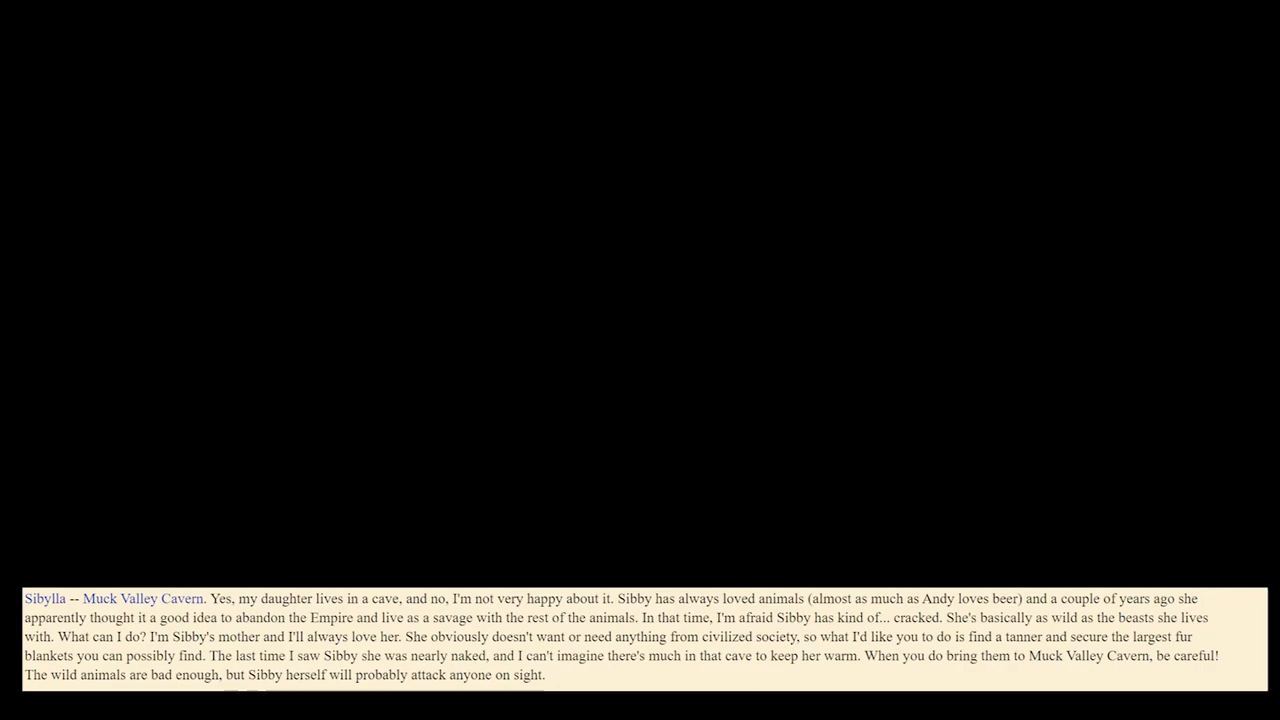 Sibylla -- Muck Valley Cavern. Yes, my daughter lives in a cave, and no, I'm not very happy about it. Sibby has always loved animals (almost as much as Andy loves beer) and a couple of years ago she
apparently thought it a good idea to abandon the Empire and live as a savage with the rest of the animals. In that time, I'm afraid Sibby has kind of... cracked. She's basically as wild as the beasts she lives
with. What can I do? I'm Sibby's mother and I'll always love her. She obviously doesn't want or need anything from civilized society, so what I'd like you to do is find a tanner and secure the largest fur
blankets you can possibly find. The last time I saw Sibby she was nearly naked, and I can't imagine there's much in that cave to keep her warm. When you do bring them to Muck Valley Cavern, be careful!
The wild animals are bad enough, but Sibby herself will probably attack anyone on sight.